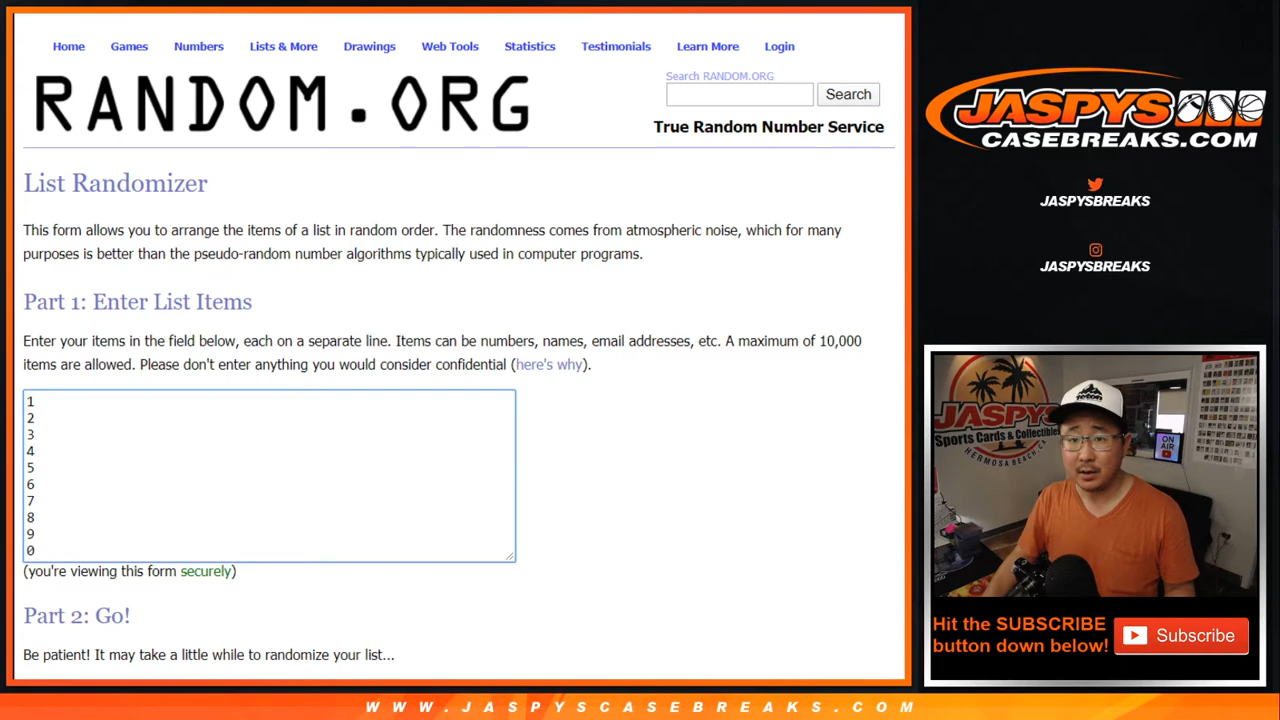 Home Games Numbers Lists & More Drawings Web Tools Statistics Testimonials Learn More Login
RANDOM.ORG
Search RANDOM.ORG
Search
True Random Number Service
List Randomizer
This form allows you to arrange the items of a list in random order. The randomness comes from atmospheric noise, which for many
purposes is better than the pseudo-random number algorithms typically used in computer programs.
Part 1: Enter List Items
Enter your items in the field below, each on a separate line. Items can be numbers, names, email addresses, etc. A maximum of 10,000
items are allowed. Please don't enter anything you would consider confidential (here's why).
1
2
3
4
5
6
7
8
9
0
(you're viewing this form securely)
Part 2: Go!
Be patient! It may take a little while to randomize your list...
JASPYS
CASEBREAKS.COM
JASPYSBREAKS
JASPYSBREAKS
JASPYS
Sports Cards & Collectibles
HERMOSA BEACH, CA
ON
AIR
Hit the SUBSCRIBE
button down below!
Subscribe
WWW.JASPYSCASEBREAKS.COM